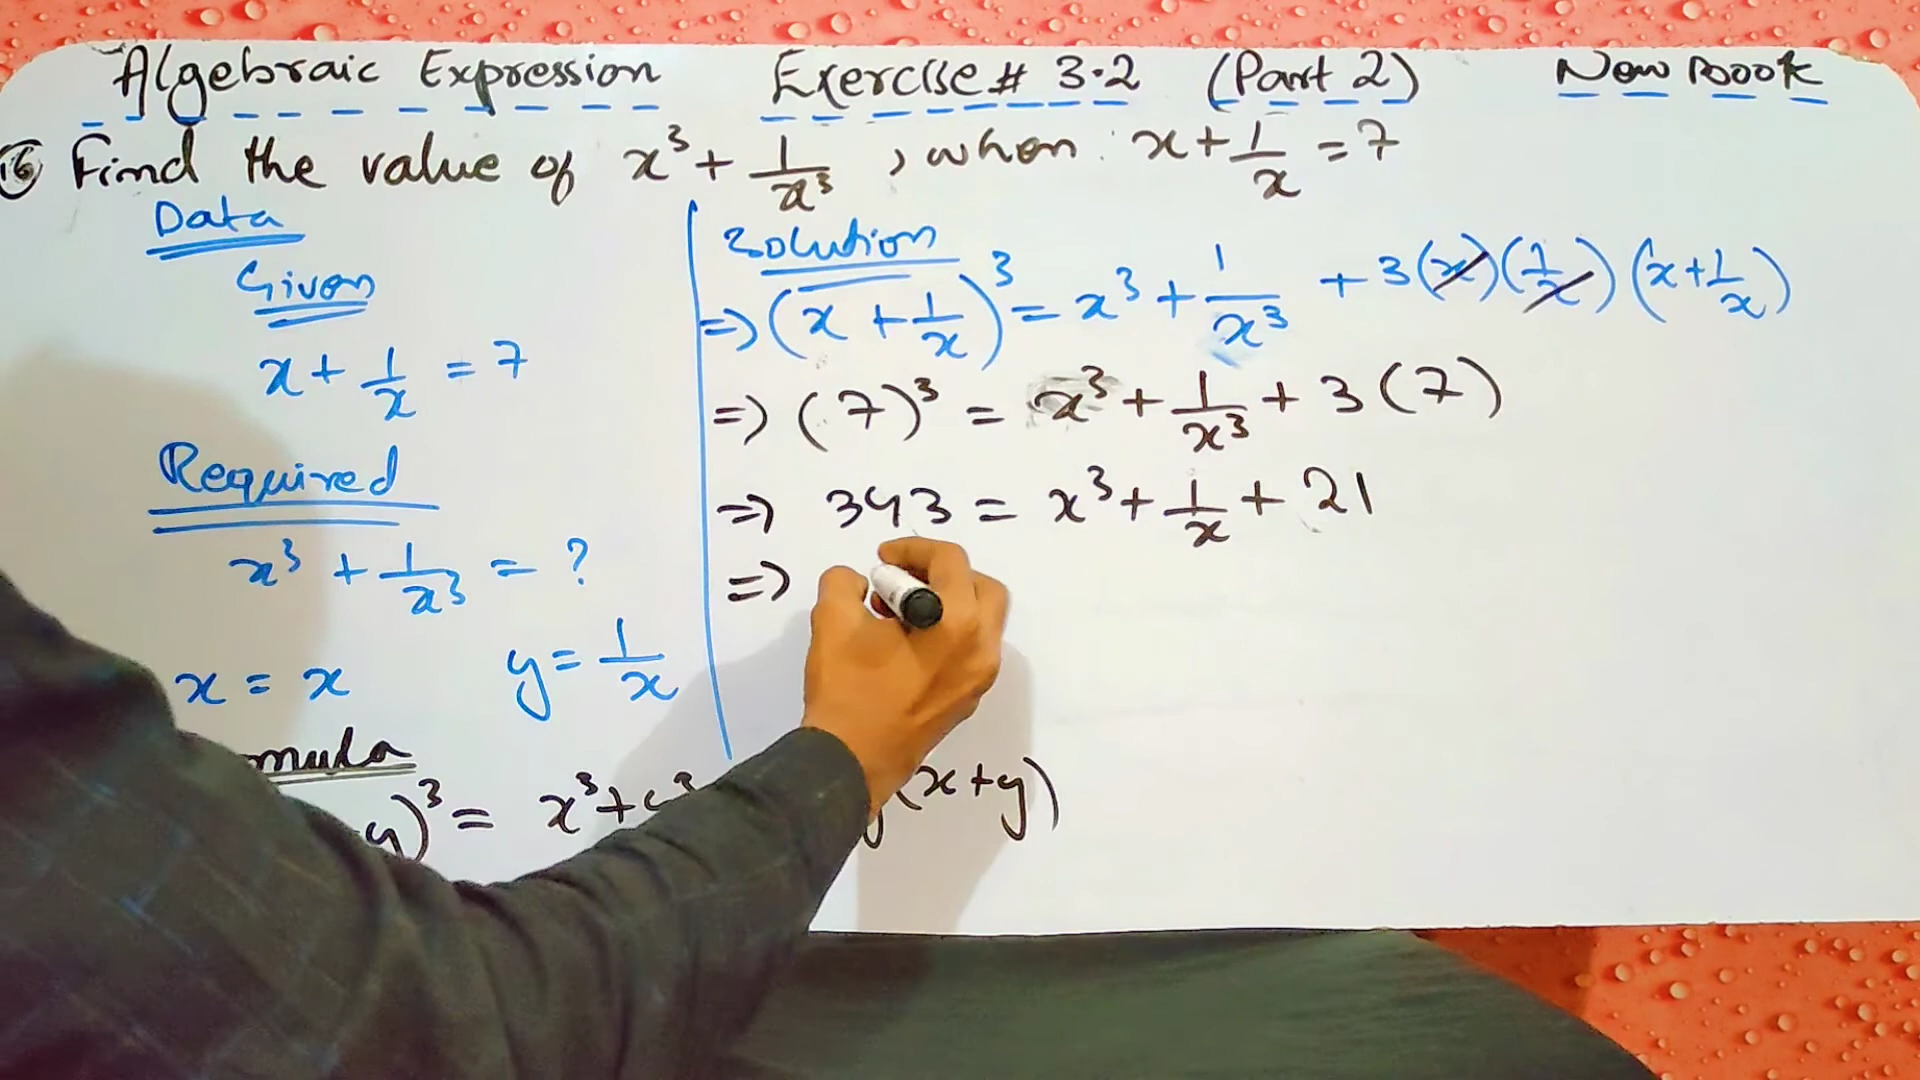 Algebraic Expression Exercise # 3.2 (Part 2) New Book
16 Find the value of x³ + 1/x³, when x + 1/x = 7
Data
Given
x + 1/x = 7
Required
x³ + 1/x³ = ?
x = x y = 1/x
Solution
=> (x + 1/x)³ = x³ + 1/x³ + 3(x)(1/x)(x + 1/x)
=> (7)³ = x³ + 1/x³ + 3(7)
=> 343 = x³ + 1/x + 21
=>
y)³ = x³ + (x+y)